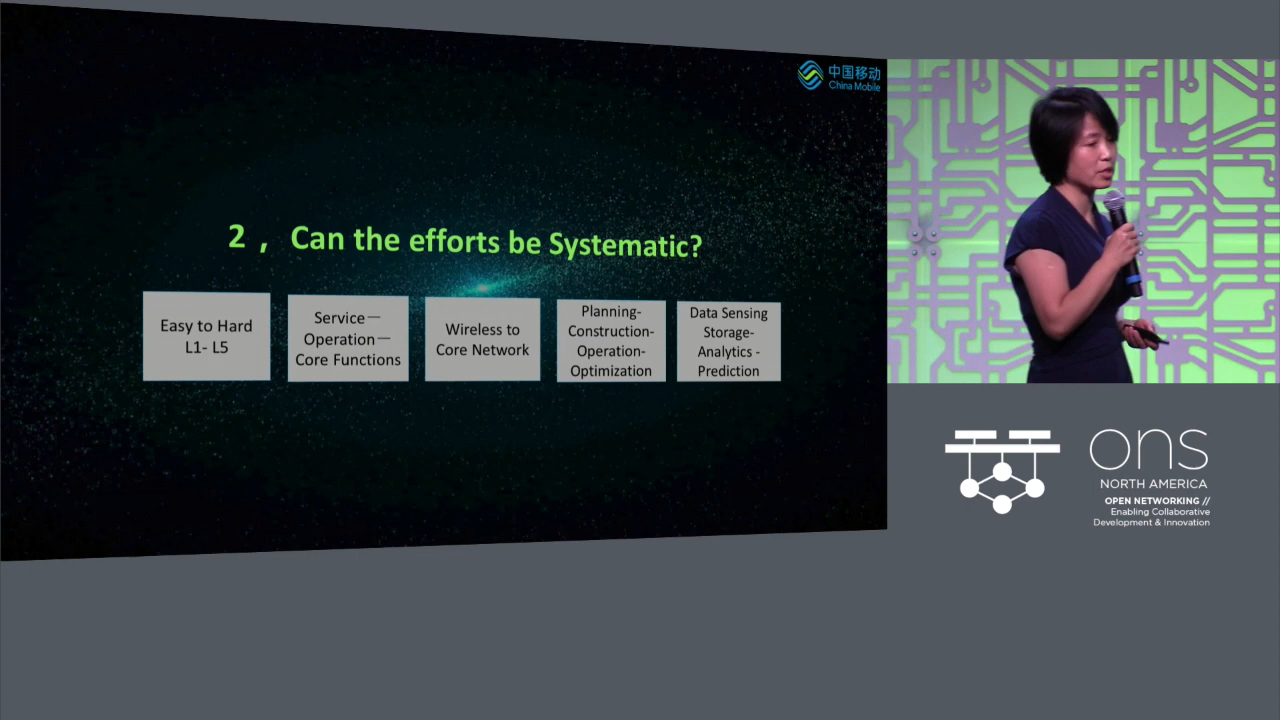 中国移动
China Mobile
2， Can the efforts be Systematic?
Easy to Hard
L1- L5
Service—
Operation—
Core Functions
Wireless to
Core Network
Planning-
Construction-
Operation-
Optimization
Data Sensing
Storage-
Analytics -
Prediction
ons
NORTH AMERICA
OPEN NETWORKING //
Enabling Collaborative
Development & Innovation